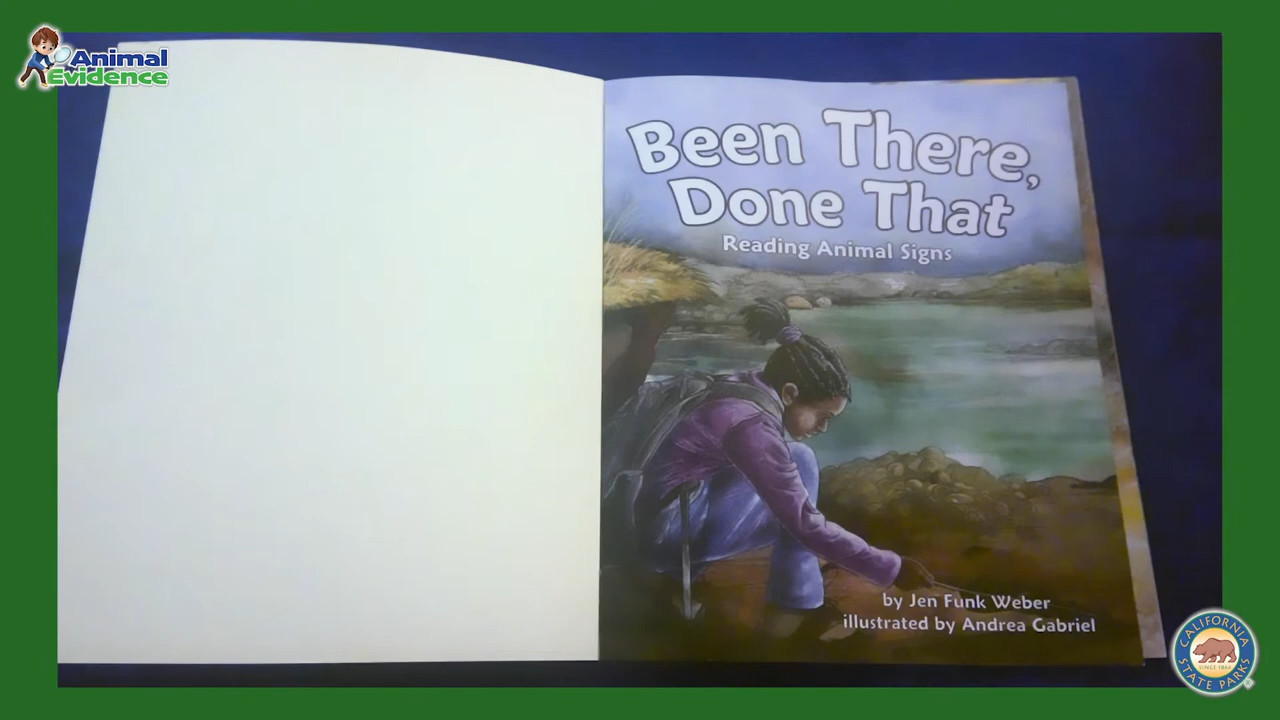 Animal
Evidence
Been There,
Done That
Reading Animal Signs
by Jen Funk Weber
illustrated by Andrea Gabriel
CALIFORNIA
SINCE 1864
STATE PARKS